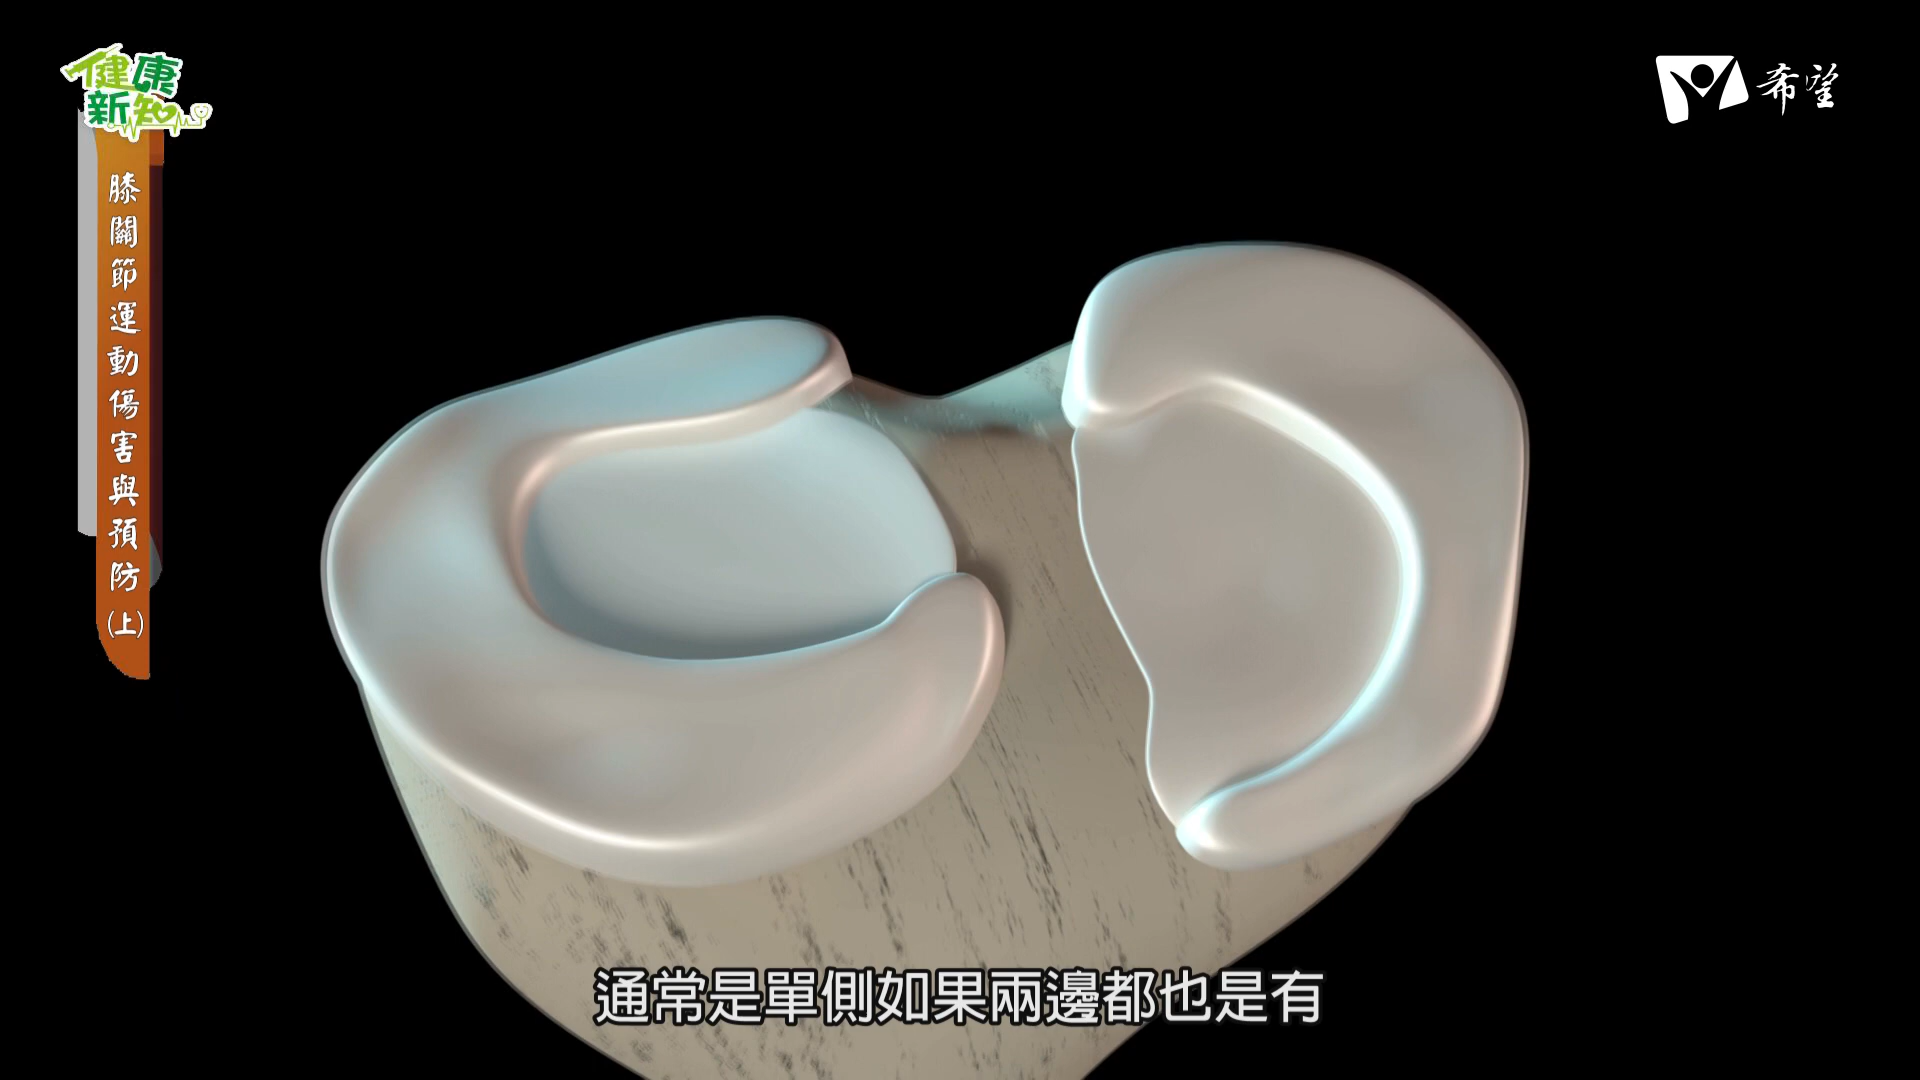 健康
新知
希望
膝關節運動傷害與預防(上)
通常是單側如果兩邊都也是有